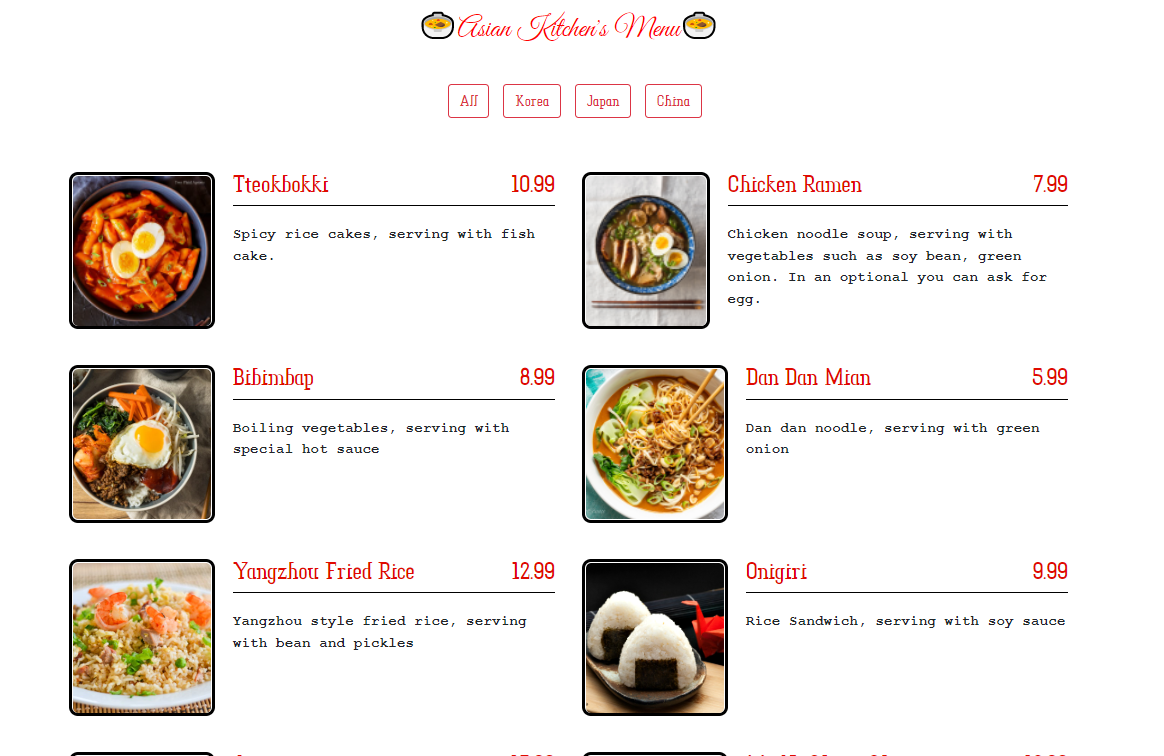 Asian Kitchen's Menu
All Korea Japan China
Tteokbokki 10.99
Spicy rice cakes, serving with fish
cake.
Chicken Ramen 7.99
Chicken noodle soup, serving with
vegetables such as soy bean, green
onion. In an optional you can ask for
egg.
Bibimbap 8.99
Boiling vegetables, serving with
special hot sauce
Dan Dan Mian 5.99
Dan dan noodle, serving with green
onion
Yangzhou Fried Rice 12.99
Yangzhou style fried rice, serving
with bean and pickles
Onigiri 9.99
Rice Sandwich, serving with soy sauce